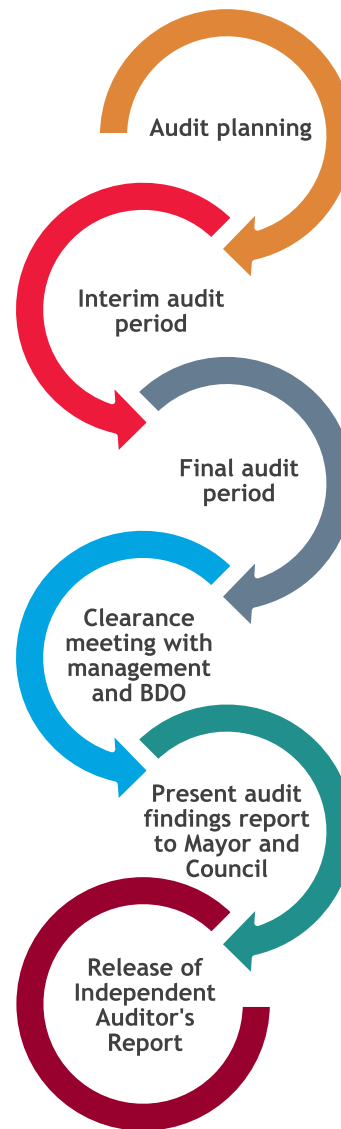 Audit planning
Interim audit
period
Final audit
period
Clearance
meeting with
management
and BDO
Present audit
findings report
to Mayor and
Council
Release of
Independent
Auditor's
Report